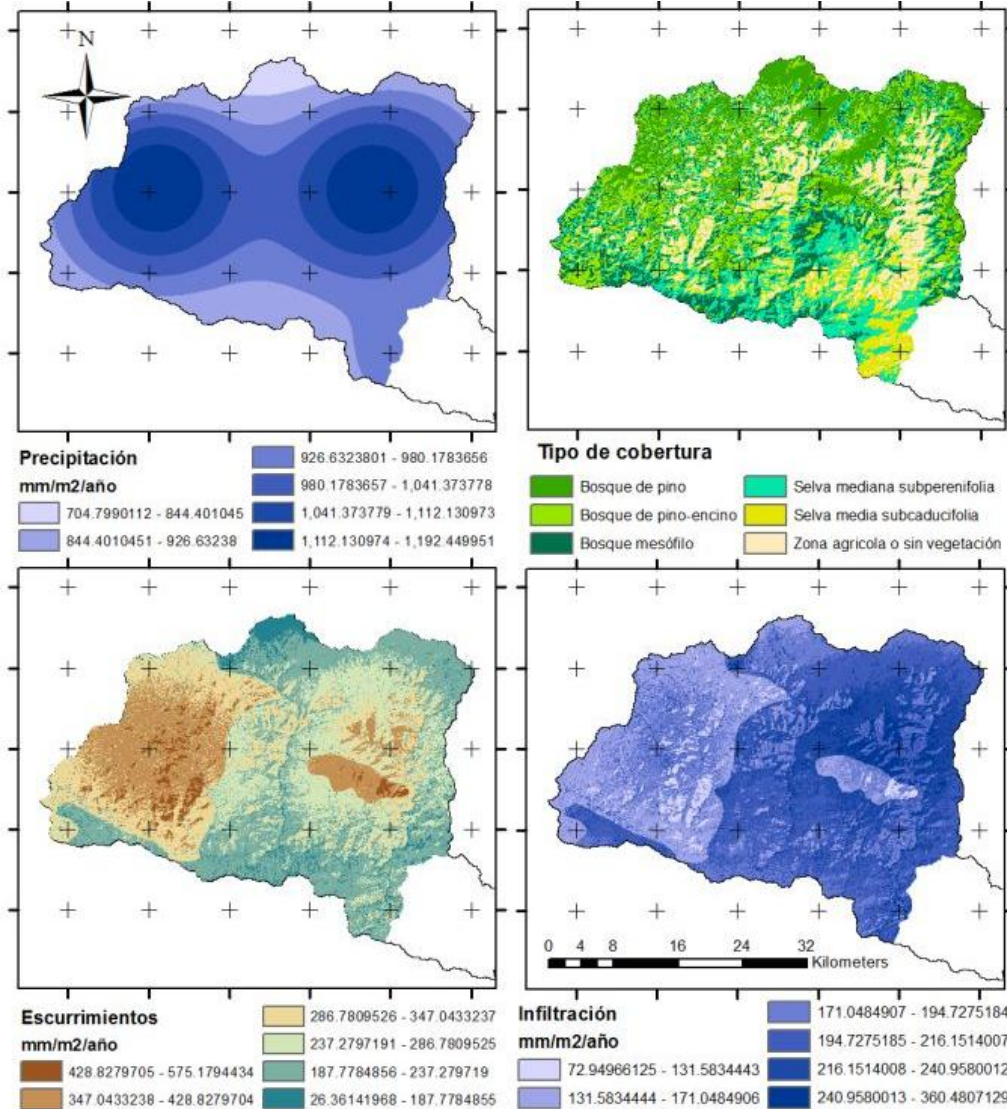 N
Precipitación
mm/m2/año
704.7990112 - 844.401045
844.4010451 - 926.63238
926.6323801 - 980.1783656
980.1783657 - 1,041.373778
1,041.373779 - 1,112.130973
1,112.130974 - 1,192.449951
Tipo de cobertura
Bosque de pino
Bosque de pino-encino
Bosque mesófilo
Selva mediana subperenifolia
Selva media subcaducifolia
Zona agricola o sin vegetación
Escurrimientos
mm/m2/año
428.8279705 - 575.1794434
347.0433238 - 428.8279704
286.7809526 - 347.0433237
237.2797191 - 286.7809525
187.7784856 - 237.279719
26.36141968 - 187.7784855
0 4 8 16 24 32
Kilometers
Infiltración
mm/m2/año
72.94966125 - 131.5834443
131.5834444 - 171.0484906
171.0484907 - 194.7275184
194.7275185 - 216.1514007
216.1514008 - 240.9580012
240.9580013 - 360.4807129